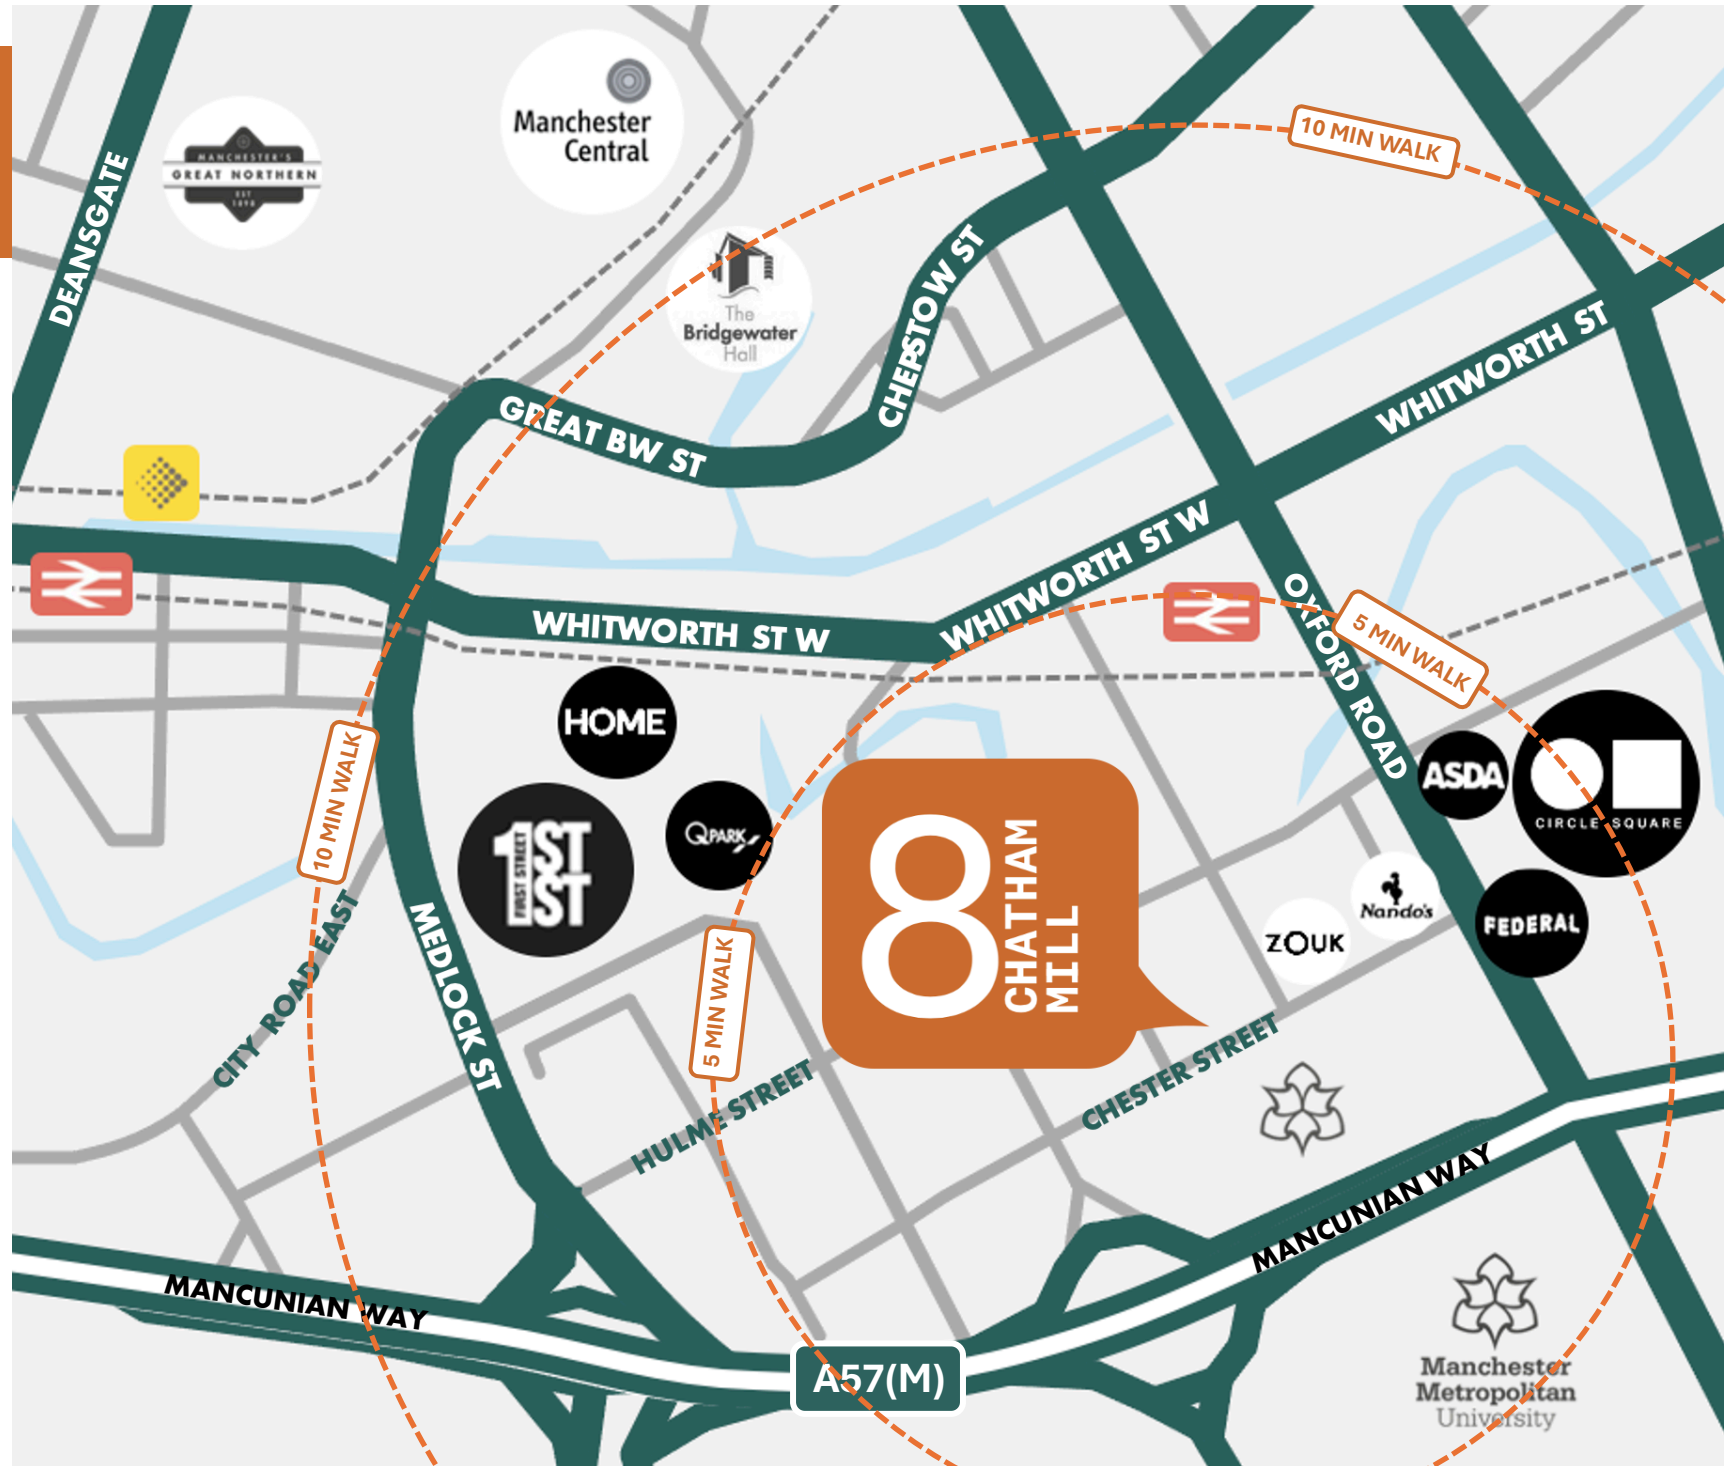 Manchester
Central
MANCHESTER'S
GREAT NORTHERN
EST
1898
10 MIN WALK
DEANSGATE
The
Bridgewater
Hall
CHEPSTOW ST
WHITWORTH ST
GREAT BW ST
WHITWORTH ST W
WHITWORTH ST W
OXFORD ROAD
5 MIN WALK
HOME
10 MIN WALK
1ST
ST
FIRST STREET
QPARK
ASDA
CIRCLE SQUARE
8
CHATHAM
MILL
Nando's
ZOUK
FEDERAL
CITY ROAD EAST
MEDLOCK ST
5 MIN WALK
HULME STREET
CHESTER STREET
MANCUNIAN WAY
MANCUNIAN WAY
A57(M)
Manchester
Metropolitan
University